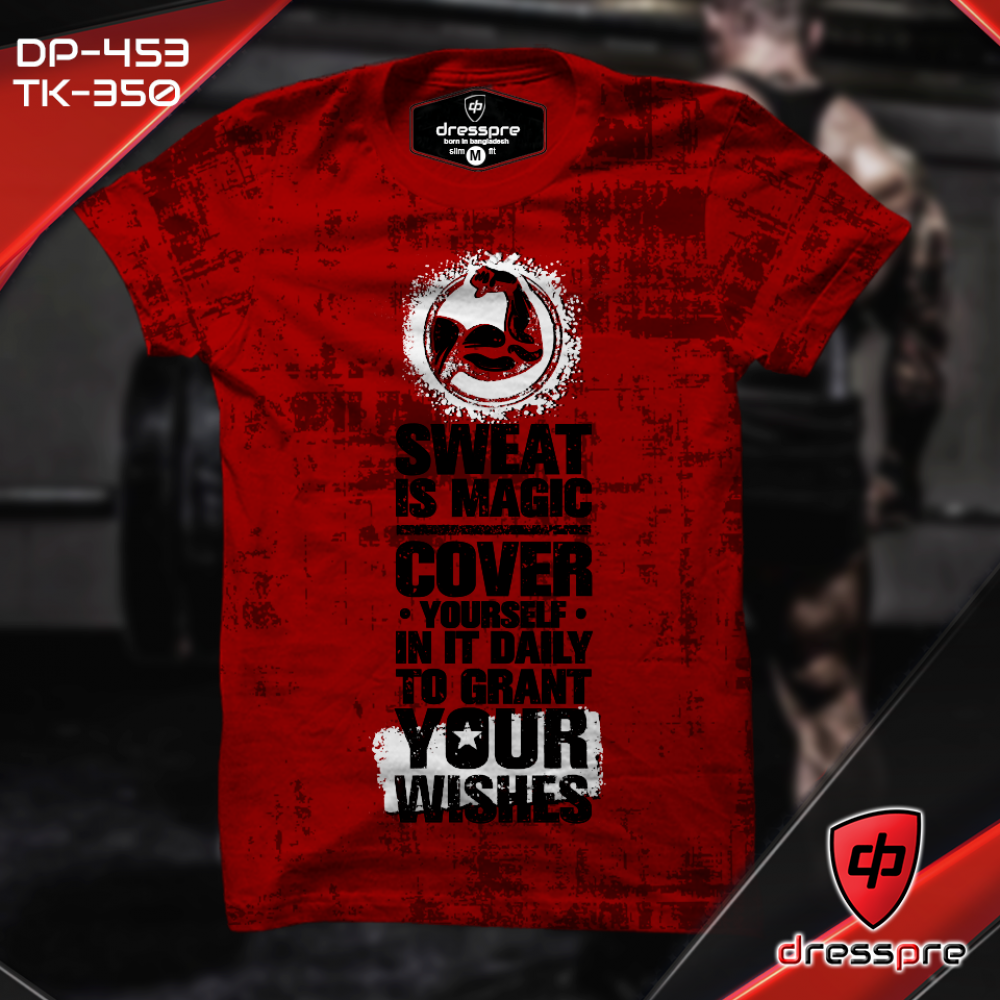 DP-453
TK-350
dresspre
born in bangladesh
slim M fit
SWEAT
IS MAGIC
COVER
• YOURSELF •
IN IT DAILY
TO GRANT
YOUR
WISHES
dp
dresspre